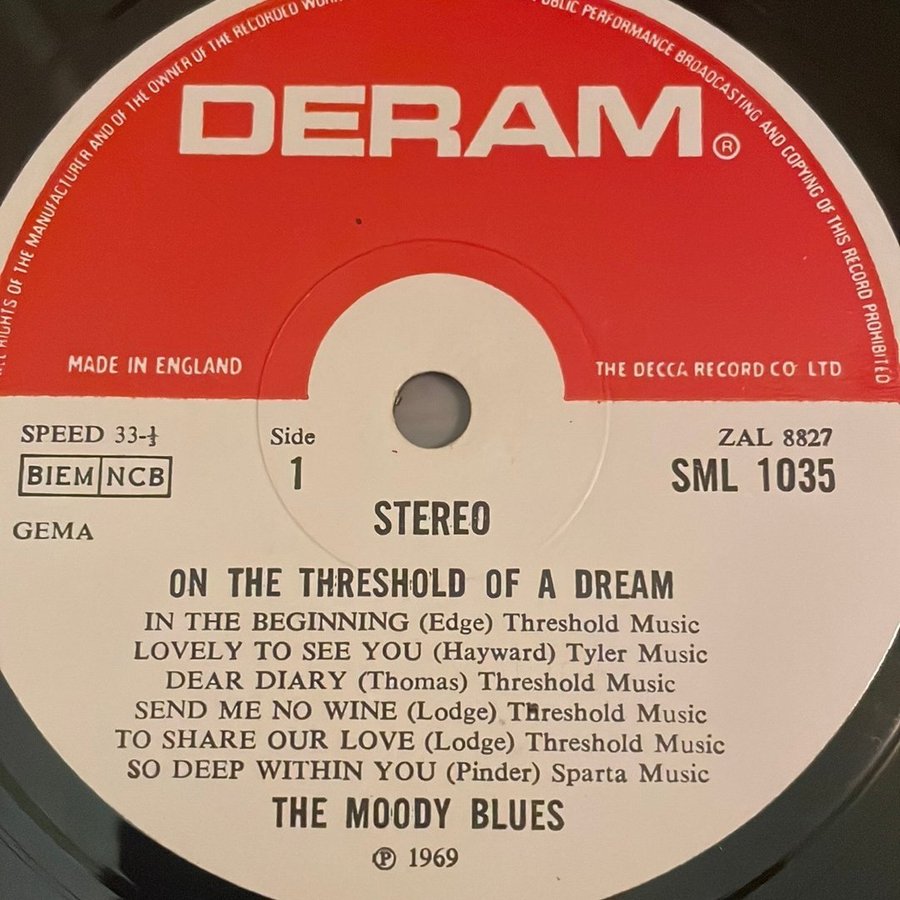 ALL RIGHTS OF THE MANUFACTURER AND OF THE OWNER OF THE RECORDED WORK
PUBLIC PERFORMANCE BROADCASTING AND COPYING OF THIS RECORD PROHIBITED
DERAM®
MADE IN ENGLAND
THE DECCA RECORD CO LTD
SPEED 33-⅓
Side
ZAL 8827
BIEM NCB
1
SML 1035
STEREO
GEMA
ON THE THRESHOLD OF A DREAM
IN THE BEGINNING (Edge) Threshold Music
LOVELY TO SEE YOU (Hayward) Tyler Music
DEAR DIARY (Thomas) Threshold Music
SEND ME NO WINE (Lodge) Threshold Music
TO SHARE OUR LOVE (Lodge) Threshold Music
SO DEEP WITHIN YOU (Pinder) Sparta Music
THE MOODY BLUES
℗ 1969